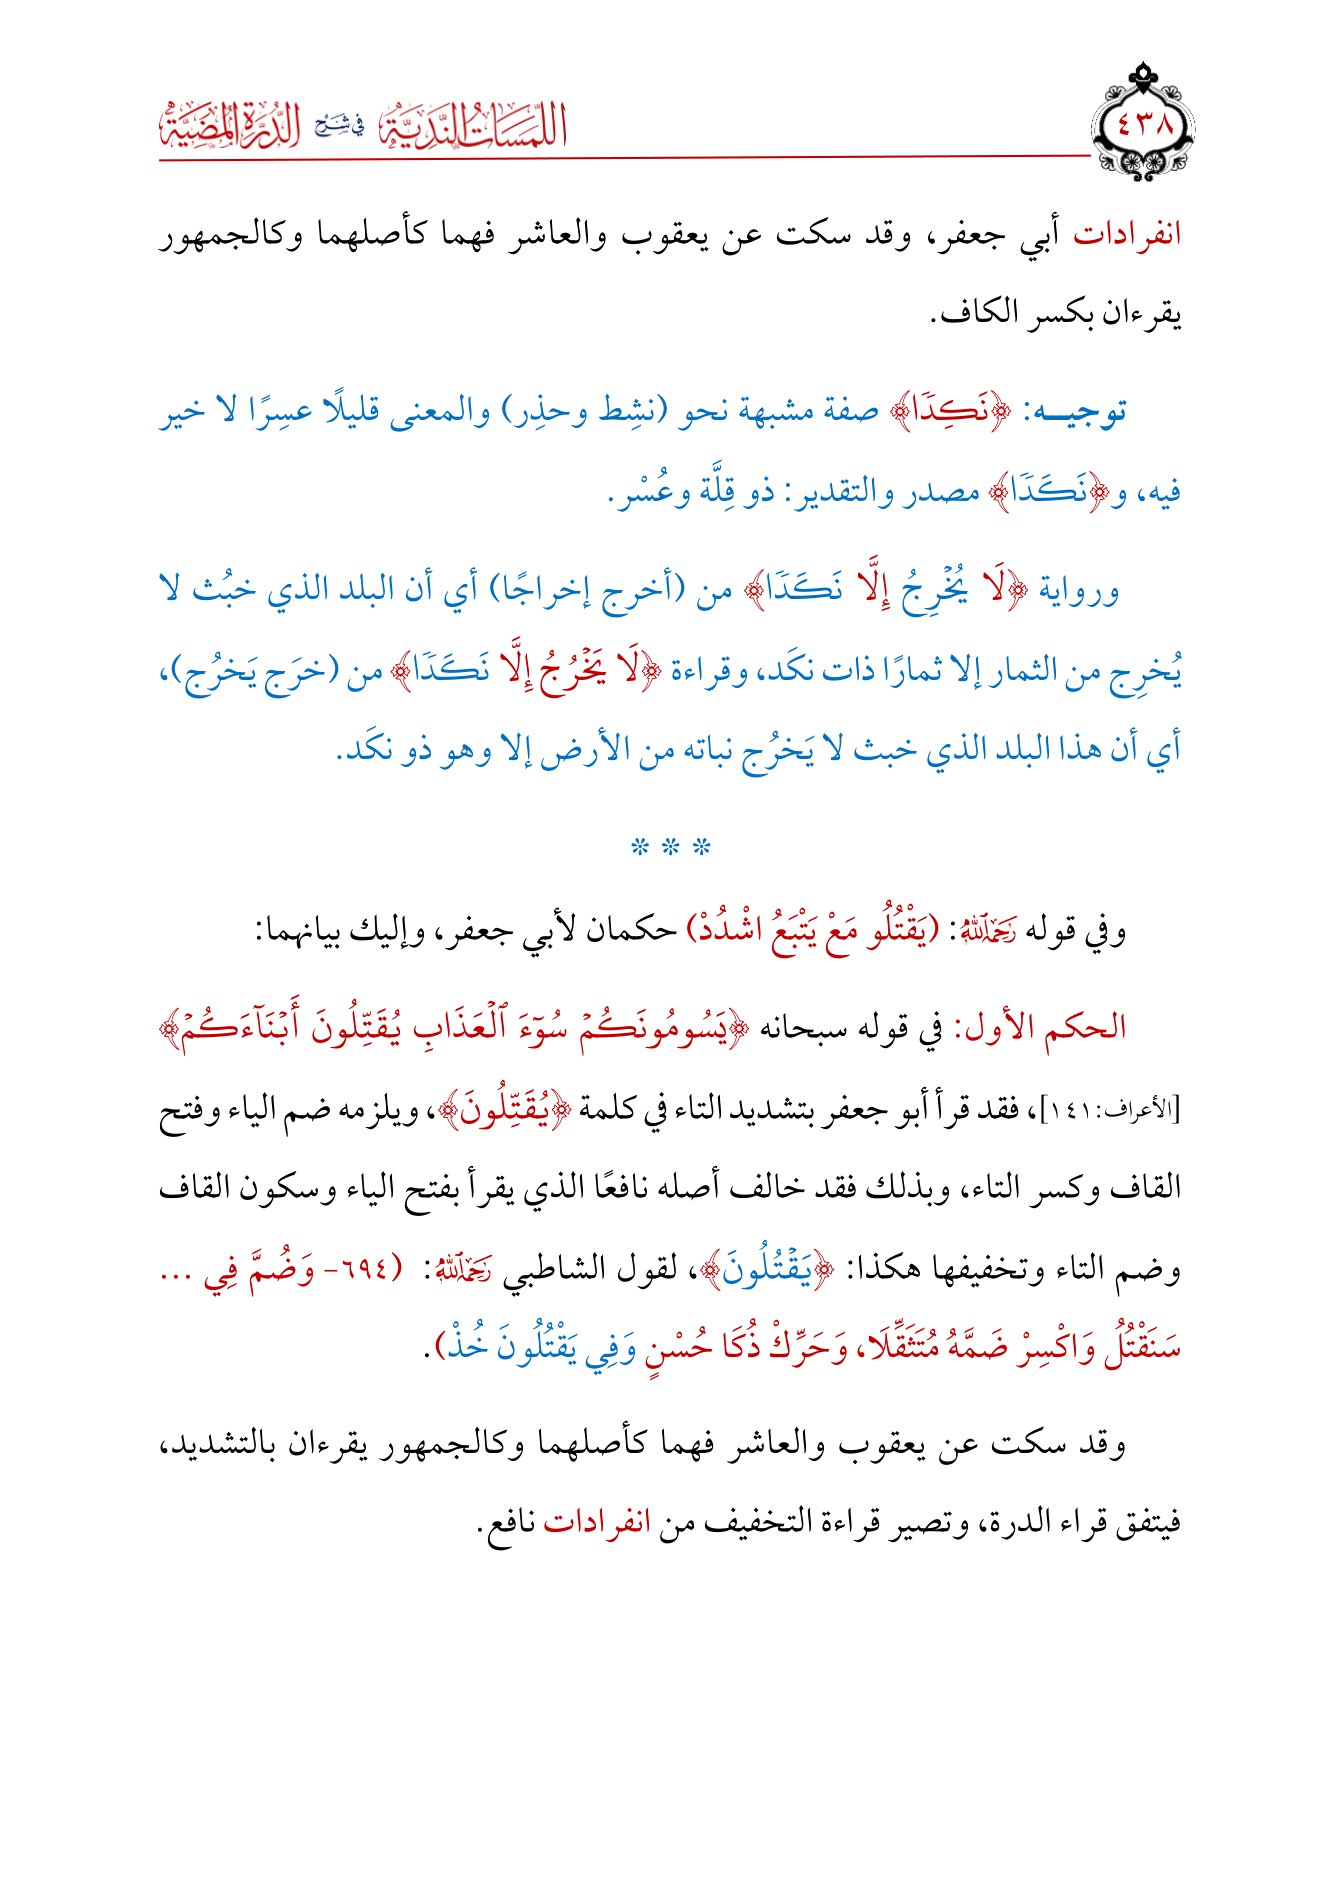 ٤٣٨
اللمسات الندية في شرح الدرة المضية
انفرادات أبي جعفر، وقد سكت عن يعقوب والعاشر فهما كأصلهما وكالجمهور
يقرءان بكسر الكاف.
توجيـــه: ﴿نَكِدٗا﴾ صفة مشبهة نحو (نشِط وحذِر) والمعنى قليلًا عسِرًا لا خير
فيه، و﴿نَكَدٗا﴾ مصدر والتقدير: ذو قِلَّة وعُسْر.
ورواية ﴿لَا يُخۡرِجُ إِلَّا نَكَدٗا﴾ من (أخرج إخراجًا) أي أن البلد الذي خبُث لا
يُخرِج من الثمار إلا ثمارًا ذات نكَد، وقراءة ﴿لَا يَخۡرُجُ إِلَّا نَكَدٗا﴾ من (خرَج يَخرُج)،
أي أن هذا البلد الذي خبث لا يَخرُج نباته من الأرض إلا وهو ذو نكَد.
* * *
وفي قوله رَحِمَهُ ٱللَّهُ: (يَقْتُلُو مَعْ يَتْبَعُ اشْدُدْ) حكمان لأبي جعفر، وإليك بيانهما:
الحكم الأول: في قوله سبحانه ﴿يَسُومُونَكُمۡ سُوٓءَ ٱلۡعَذَابِ يُقَتِّلُونَ أَبۡنَآءَكُمۡ﴾
[الأعراف: ١٤١]، فقد قرأ أبو جعفر بتشديد التاء في كلمة ﴿يُقَتِّلُونَ﴾، ويلزمه ضم الياء وفتح
القاف وكسر التاء، وبذلك فقد خالف أصله نافعًا الذي يقرأ بفتح الياء وسكون القاف
وضم التاء وتخفيفها هكذا: ﴿يَقۡتُلُونَ﴾، لقول الشاطبي رَحِمَهُ ٱللَّهُ: (٦٩٤- وَضُمَّ فِي ...
سَنَقْتُلُ وَاكْسِرْ ضَمَّهُ مُتَثَقِّلَا، وَحَرِّكْ ذُكَا حُسْنٍ وَفِي يَقْتُلُونَ خُذْ).
وقد سكت عن يعقوب والعاشر فهما كأصلهما وكالجمهور يقرءان بالتشديد،
فيتفق قراء الدرة، وتصير قراءة التخفيف من انفرادات نافع.